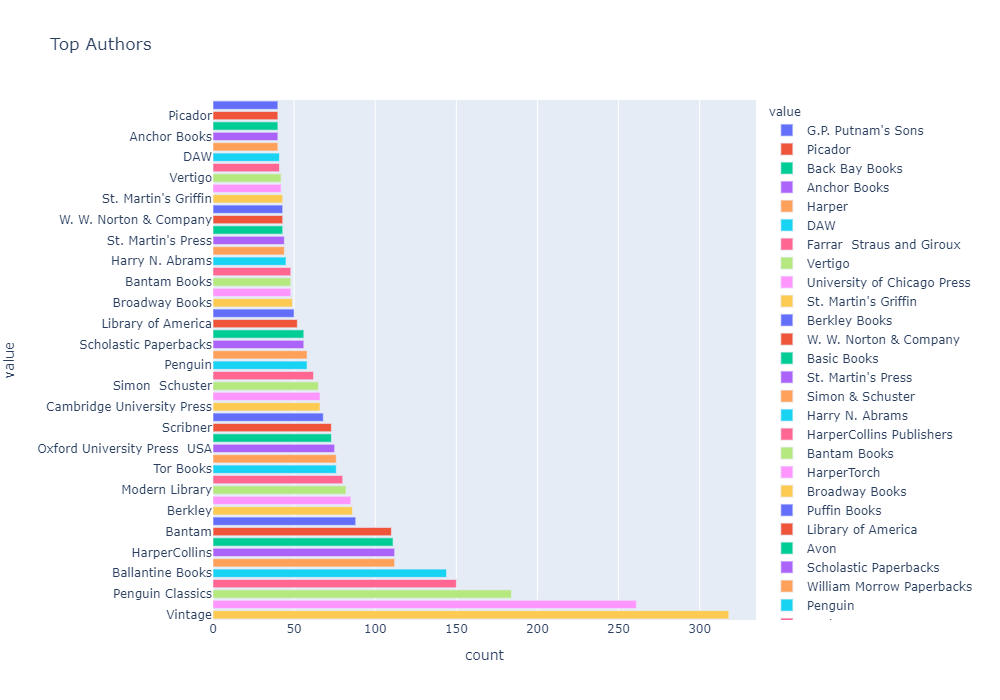 Top Authors
Picador
Anchor Books
DAW
Vertigo
St. Martin's Griffin
W. W. Norton & Company
St. Martin's Press
Harry N. Abrams
Bantam Books
Broadway Books
Library of America
Scholastic Paperbacks
Penguin
Simon  Schuster
Cambridge University Press
Scribner
Oxford University Press  USA
Tor Books
Modern Library
Berkley
Bantam
HarperCollins
Ballantine Books
Penguin Classics
Vintage
value
0 50 100 150 200 250 300
count
value
G.P. Putnam's Sons
Picador
Back Bay Books
Anchor Books
Harper
DAW
Farrar  Straus and Giroux
Vertigo
University of Chicago Press
St. Martin's Griffin
Berkley Books
W. W. Norton & Company
Basic Books
St. Martin's Press
Simon & Schuster
Harry N. Abrams
HarperCollins Publishers
Bantam Books
HarperTorch
Broadway Books
Puffin Books
Library of America
Avon
Scholastic Paperbacks
William Morrow Paperbacks
Penguin